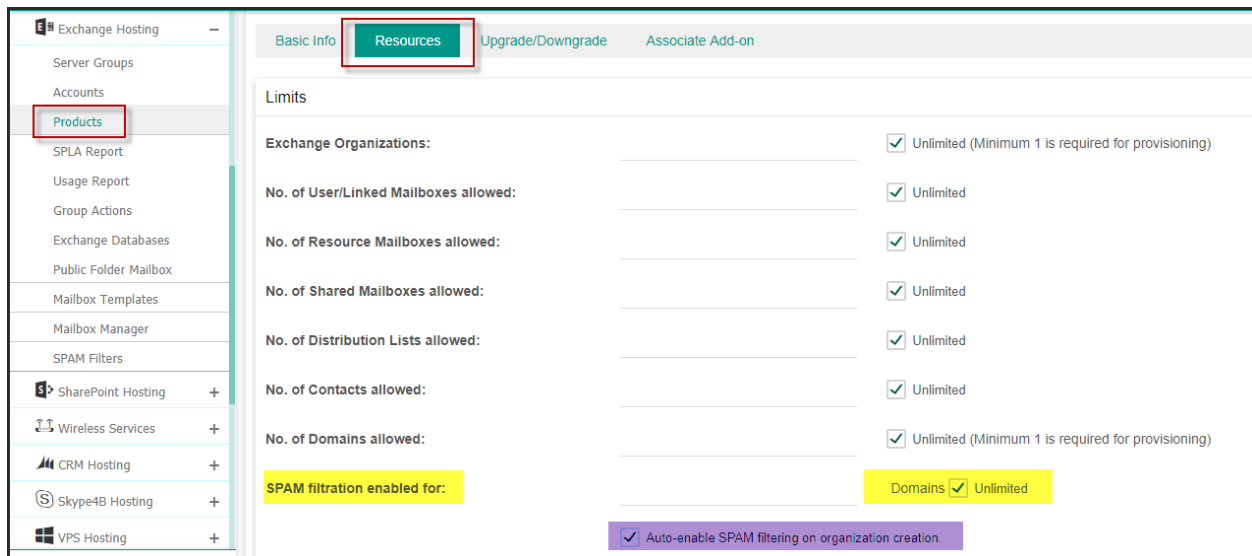 Exchange Hosting −
Server Groups
Accounts
Products
SPLA Report
Usage Report
Group Actions
Exchange Databases
Public Folder Mailbox
Mailbox Templates
Mailbox Manager
SPAM Filters
SharePoint Hosting +
Wireless Services +
CRM Hosting +
Skype4B Hosting +
VPS Hosting +
Basic Info Resources Upgrade/Downgrade Associate Add-on
Limits
Exchange Organizations: Unlimited (Minimum 1 is required for provisioning)
No. of User/Linked Mailboxes allowed: Unlimited
No. of Resource Mailboxes allowed: Unlimited
No. of Shared Mailboxes allowed: Unlimited
No. of Distribution Lists allowed: Unlimited
No. of Contacts allowed: Unlimited
No. of Domains allowed: Unlimited (Minimum 1 is required for provisioning)
SPAM filtration enabled for: Domains Unlimited
Auto-enable SPAM filtering on organization creation.